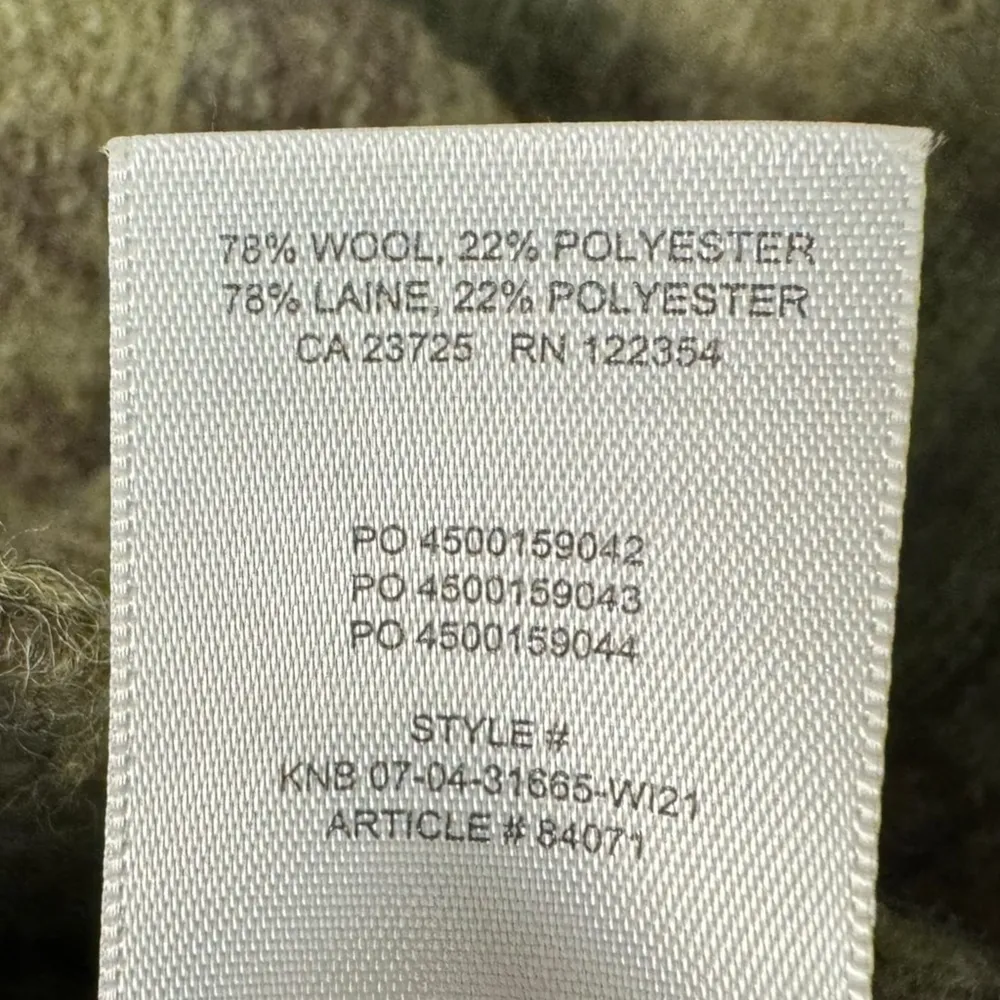 78% WOOL, 22% POLYESTER
78% LAINE, 22% POLYESTER
CA 23725 RN 122354
PO 4500159042
PO 4500159043
PO 4500159044
STYLE #
KNB 07-04-31665-WI21
ARTICLE # 84071